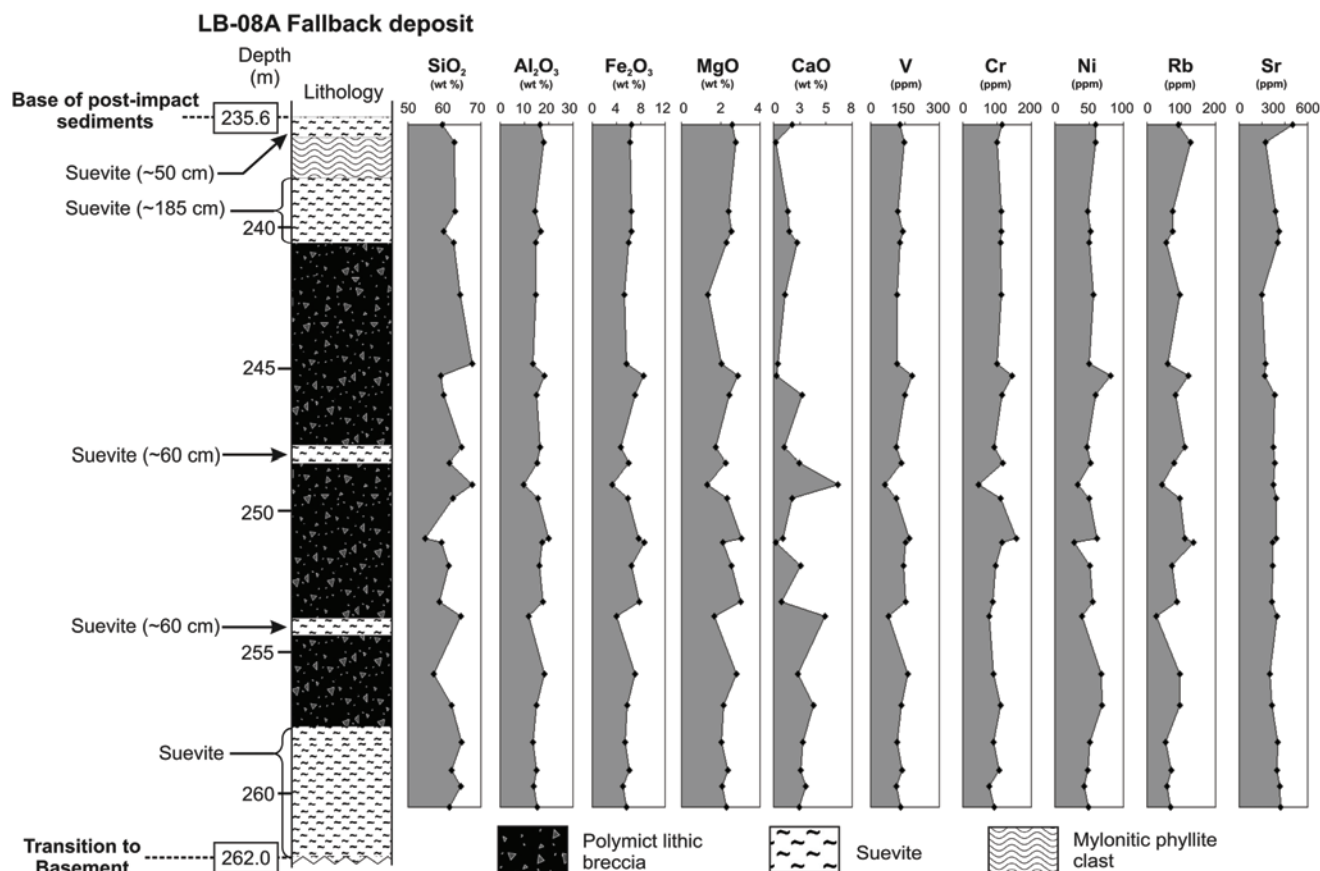 LB-08A Fallback deposit
Depth
(m)
Lithology
SiO₂
(wt %)
50 60 70
Al₂O₃
(wt %)
0 10 20 30
Fe₂O₃
(wt %)
0 4 8 12
MgO
(wt %)
0 2 4
CaO
(wt %)
0 3 5 8
V
(ppm)
0 150 300
Cr
(ppm)
0 100 200
Ni
(ppm)
0 50 100
Rb
(ppm)
0 100 200
Sr
(ppm)
0 300 600
Base of post-impact
sediments
235.6
Suevite (~50 cm)
Suevite (~185 cm)
240
245
Suevite (~60 cm)
250
Suevite (~60 cm)
255
Suevite
260
Transition to
Basement
262.0
Polymict lithic
breccia
Suevite
Mylonitic phyllite
clast